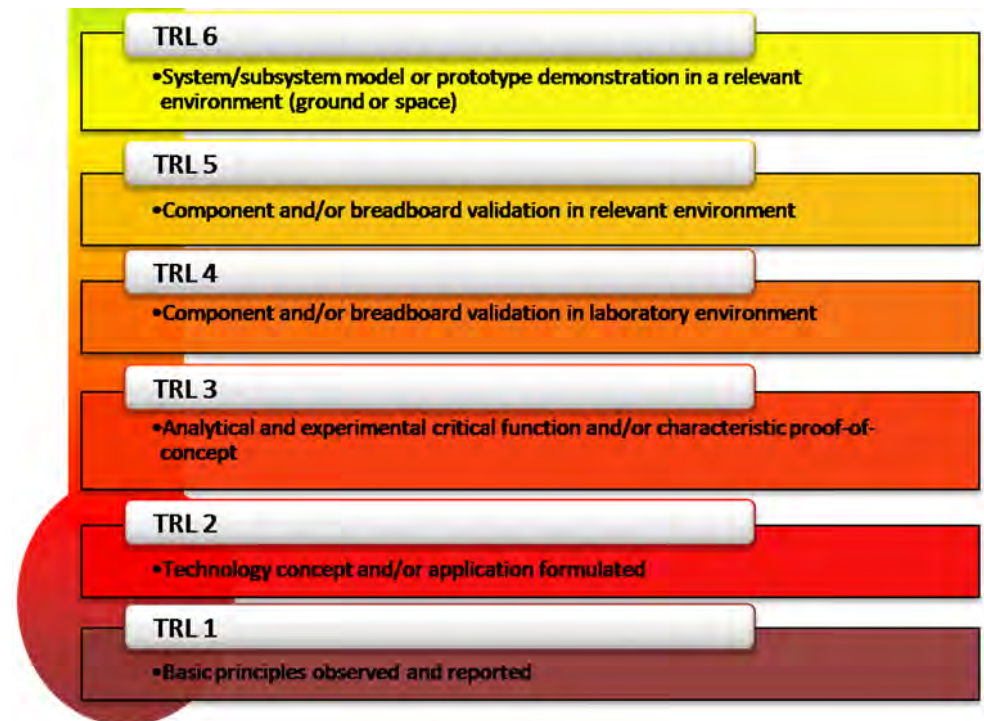 TRL 6
•System/subsystem model or prototype demonstration in a relevant
environment (ground or space)
TRL 5
•Component and/or breadboard validation in relevant environment
TRL 4
•Component and/or breadboard validation in laboratory environment
TRL 3
•Analytical and experimental critical function and/or characteristic proof-of-
concept
TRL 2
•Technology concept and/or application formulated
TRL 1
•Basic principles observed and reported